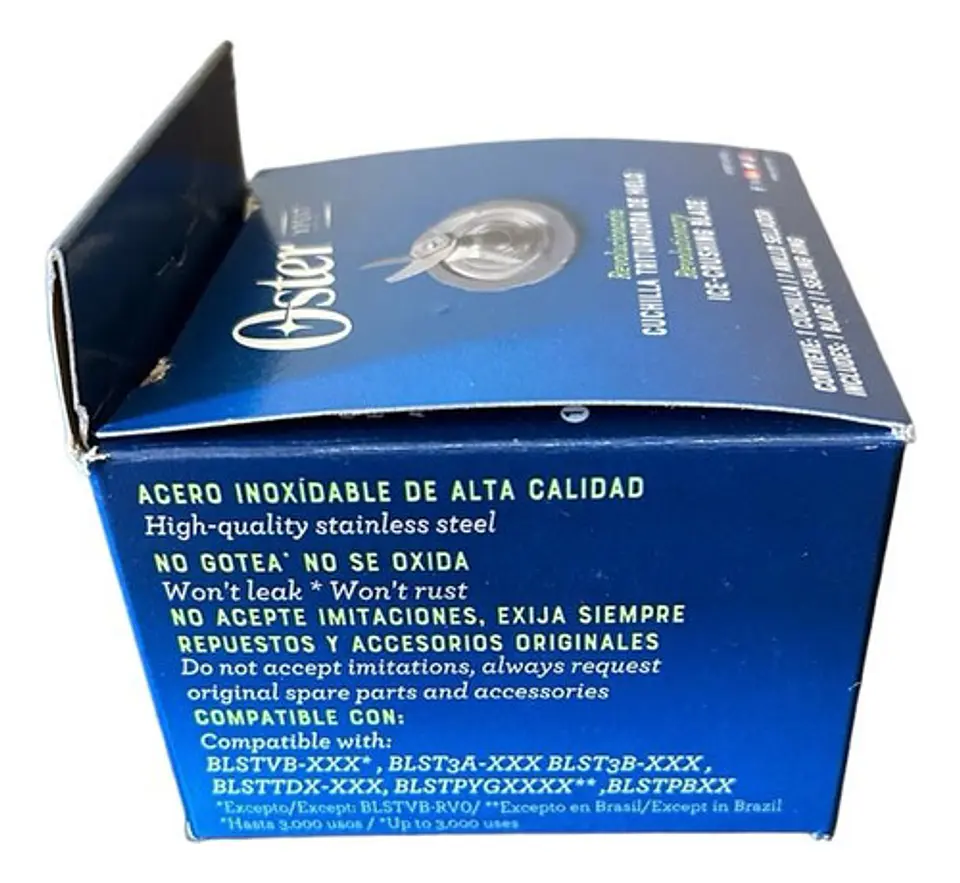 Oster
Revolucionaria
CUCHILLA TRITURADORA DE HIELO
Revolutionary
ICE-CRUSHING BLADE
CONTIENE: 1 CUCHILLA / 1 ANILLO SELLADOR
INCLUDES: 1 BLADE / 1 SEALING RING
ACERO INOXÍDABLE DE ALTA CALIDAD
High-quality stainless steel
NO GOTEA* NO SE OXIDA
Won't leak * Won't rust
NO ACEPTE IMITACIONES, EXIJA SIEMPRE
REPUESTOS Y ACCESORIOS ORIGINALES
Do not accept imitations, always request
original spare parts and accessories
COMPATIBLE CON:
Compatible with:
BLSTVB-XXX* , BLST3A-XXX BLST3B-XXX ,
BLSTTDX-XXX, BLSTPYGXXXX** ,BLSTPBXX
*Excepto/Except: BLSTVB-RV0/ **Excepto en Brasil/Except in Brazil
*Hasta 3,000 usos / *Up to 3,000 uses